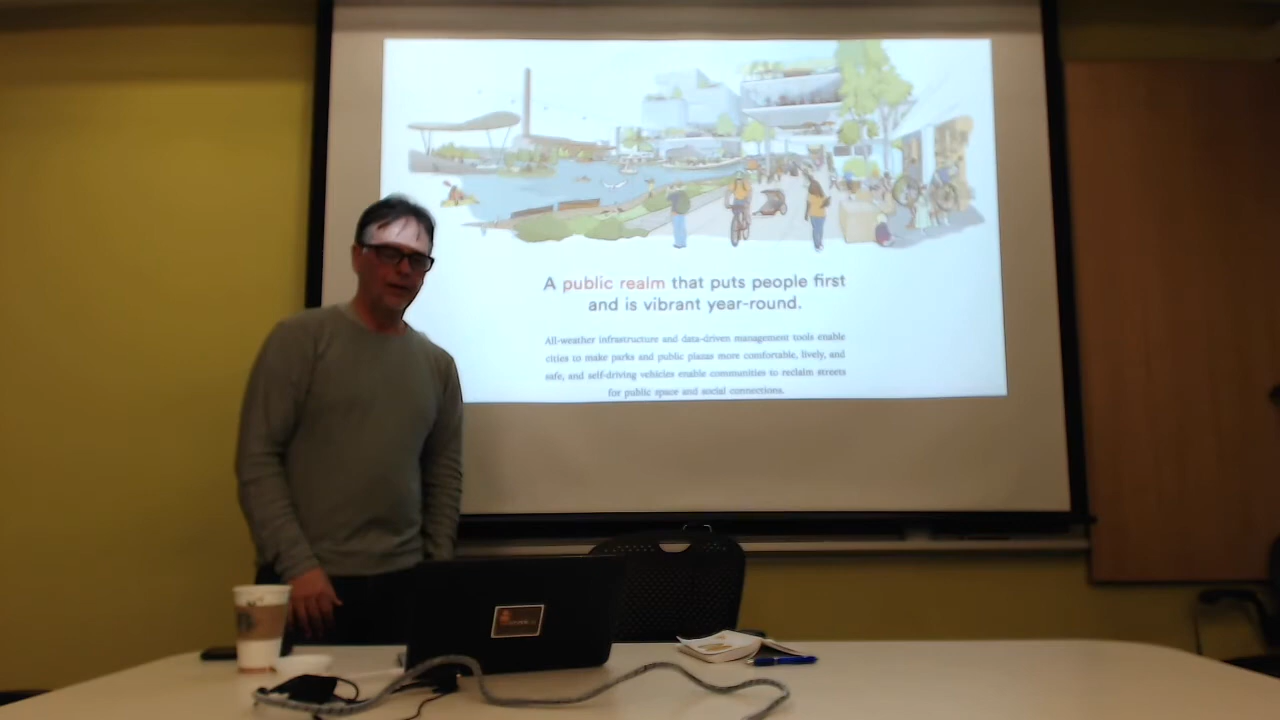 A public realm that puts people first
and is vibrant year-round.
All-weather infrastructure and data-driven management tools enable
cities to make parks and public plazas more comfortable, lively, and
safe, and self-driving vehicles enable communities to reclaim streets
for public space and social connections.